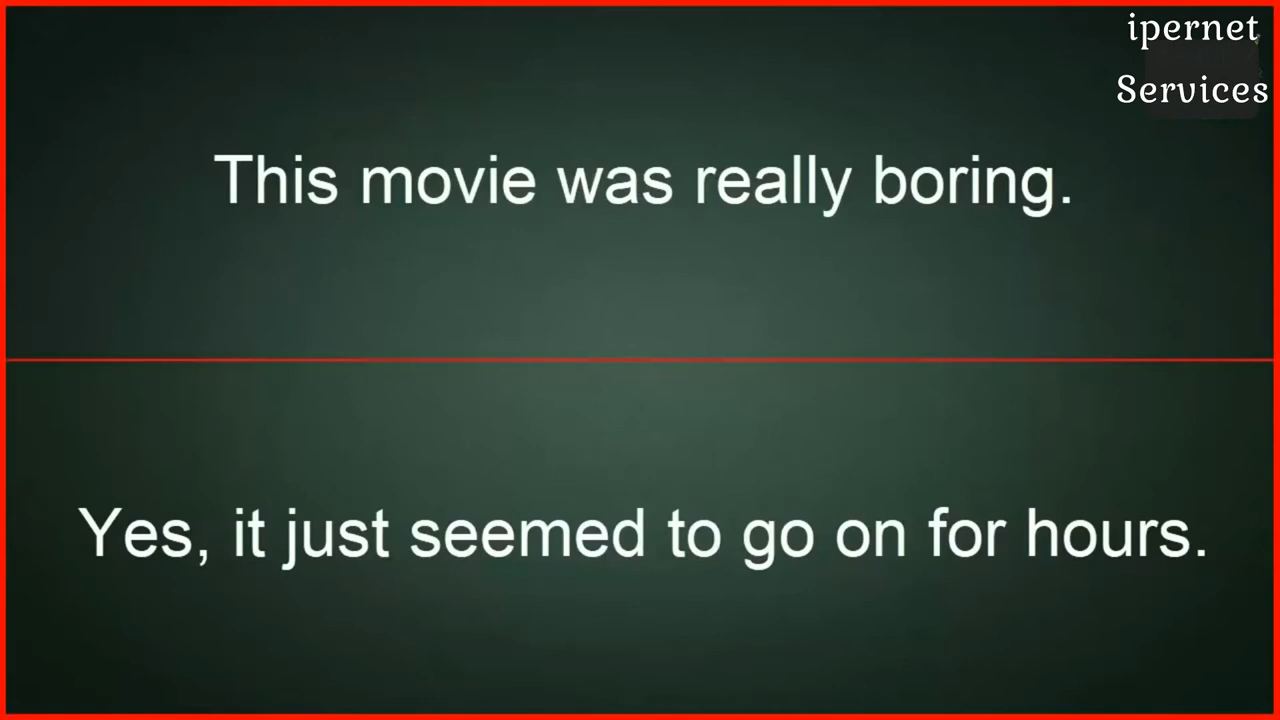 ipernet
Services
This movie was really boring.
Yes, it just seemed to go on for hours.